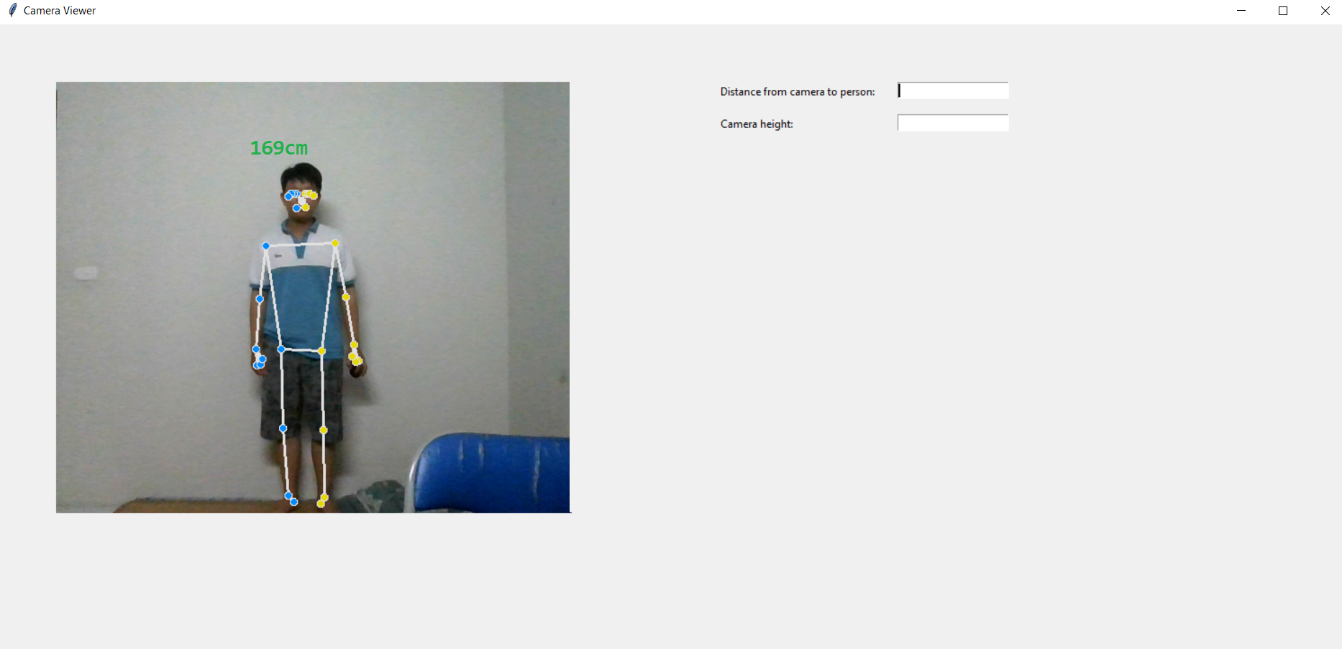 Camera Viewer
169cm
Distance from camera to person:
Camera height: